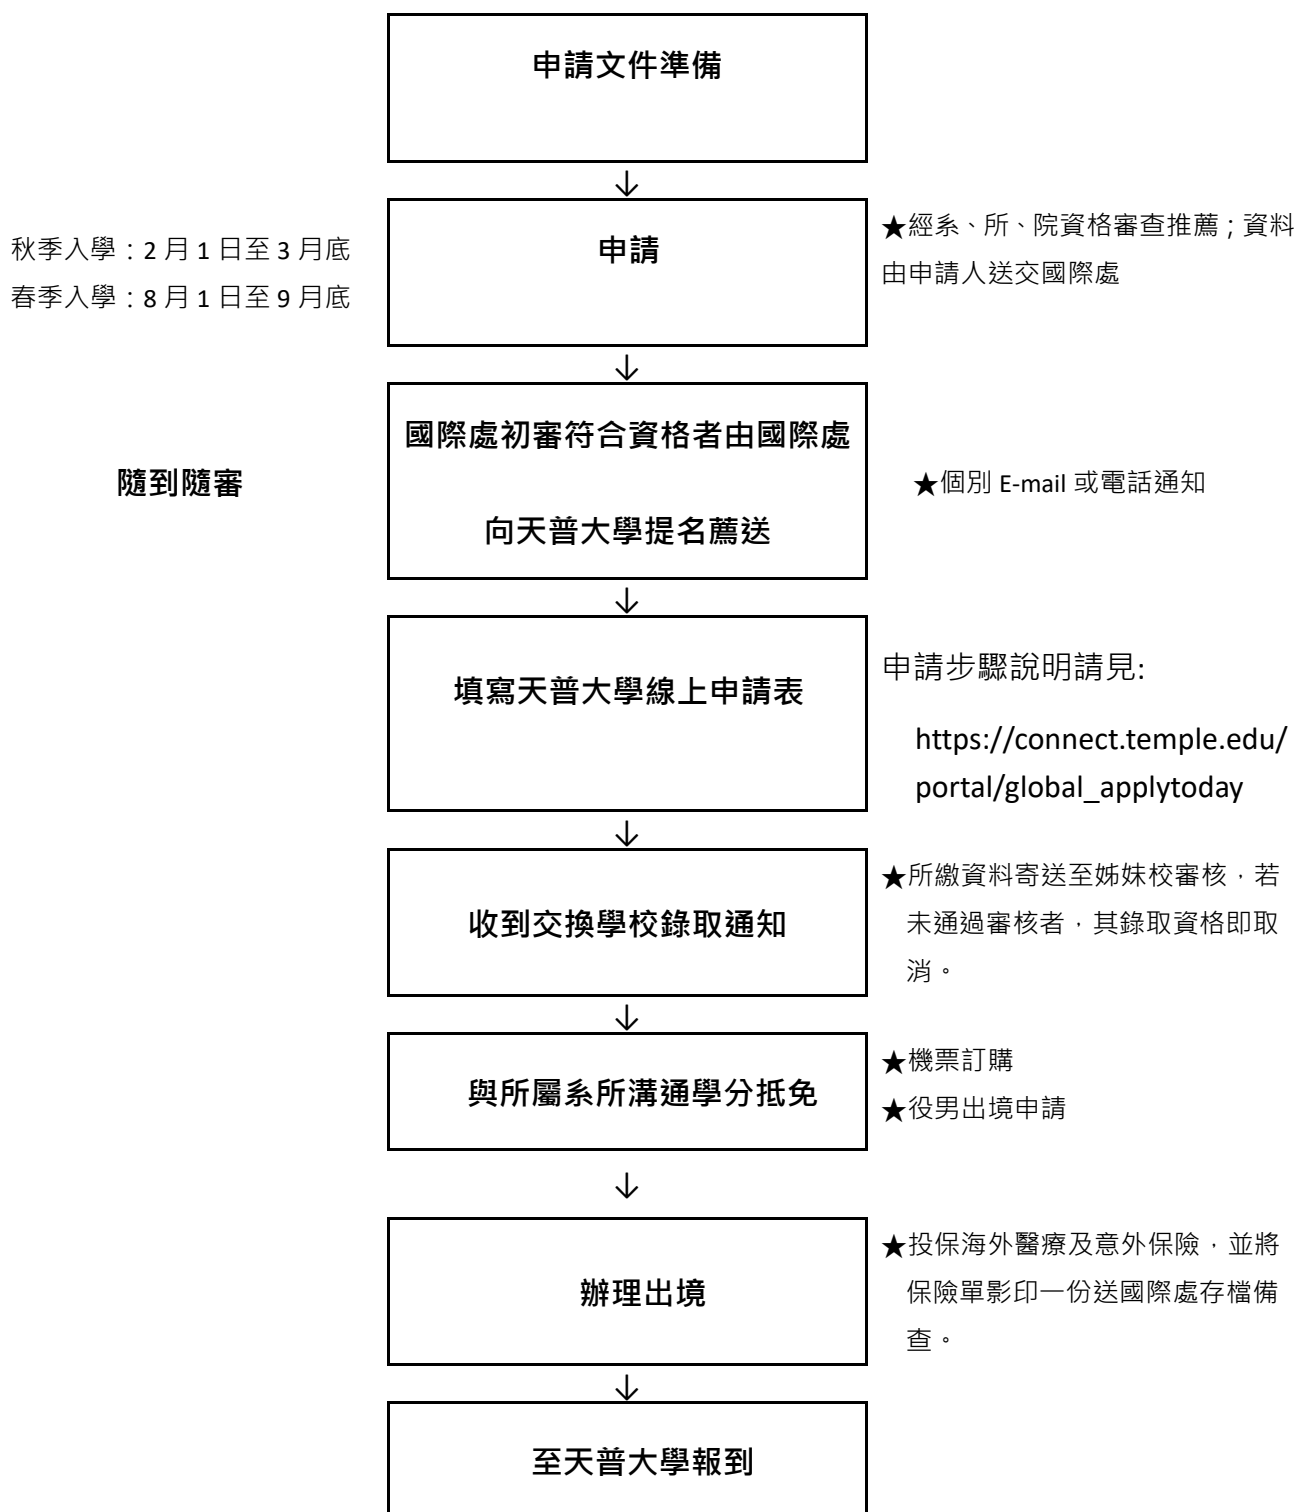 申請文件準備
↓
秋季入學：2 月 1 日至 3 月底
春季入學：8 月 1 日至 9 月底
申請
★經系、所、院資格審查推薦；資料
由申請人送交國際處
↓
隨到隨審
國際處初審符合資格者由國際處
向天普大學提名薦送
★個別 E-mail 或電話通知
↓
填寫天普大學線上申請表
申請步驟說明請見:
https://connect.temple.edu/
portal/global_applytoday
↓
收到交換學校錄取通知
★所繳資料寄送至姊妹校審核，若
未通過審核者，其錄取資格即取
消。
↓
與所屬系所溝通學分抵免
★機票訂購
★役男出境申請
↓
辦理出境
★投保海外醫療及意外保險，並將
保險單影印一份送國際處存檔備
查。
↓
至天普大學報到